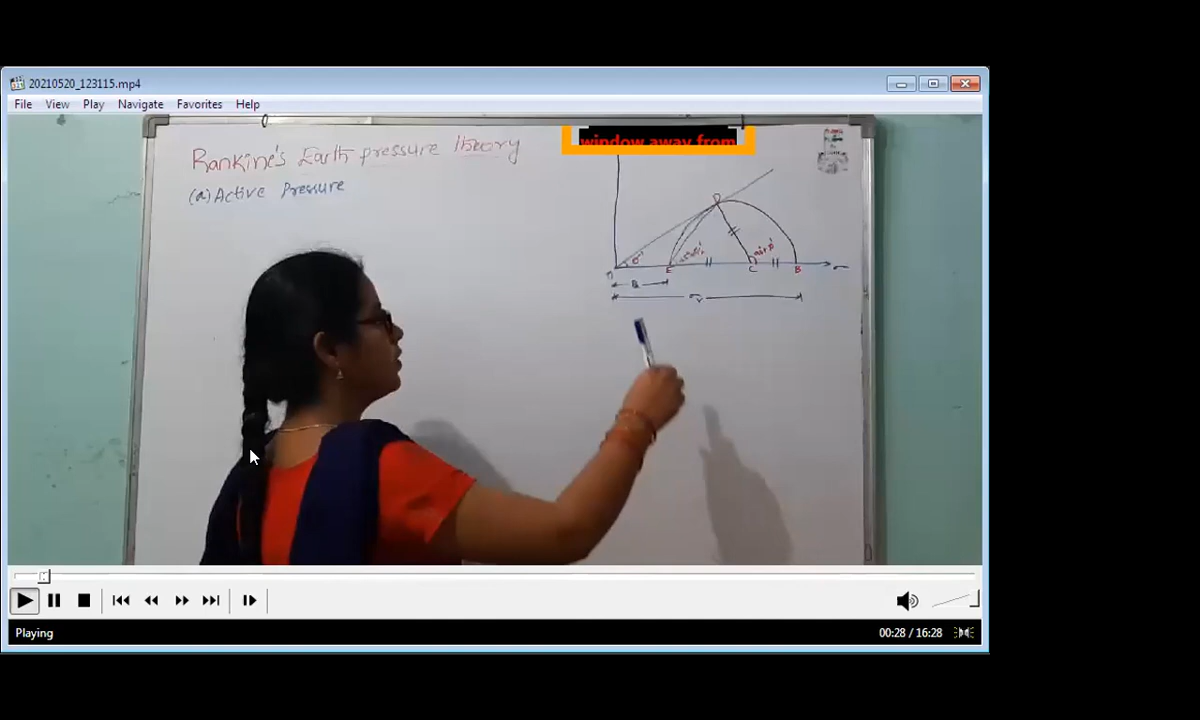 20210520_123115.mp4
File View Play Navigate Favorites Help
window away from
Rankine's Earth pressure theory
(a) Active Pressure
D
E
C
B
Playing
00:28 / 16:28